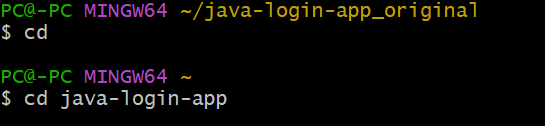 PC@-PC MINGW64 ~/java-login-app_original
$ cd
PC@-PC MINGW64 ~
$ cd java-login-app